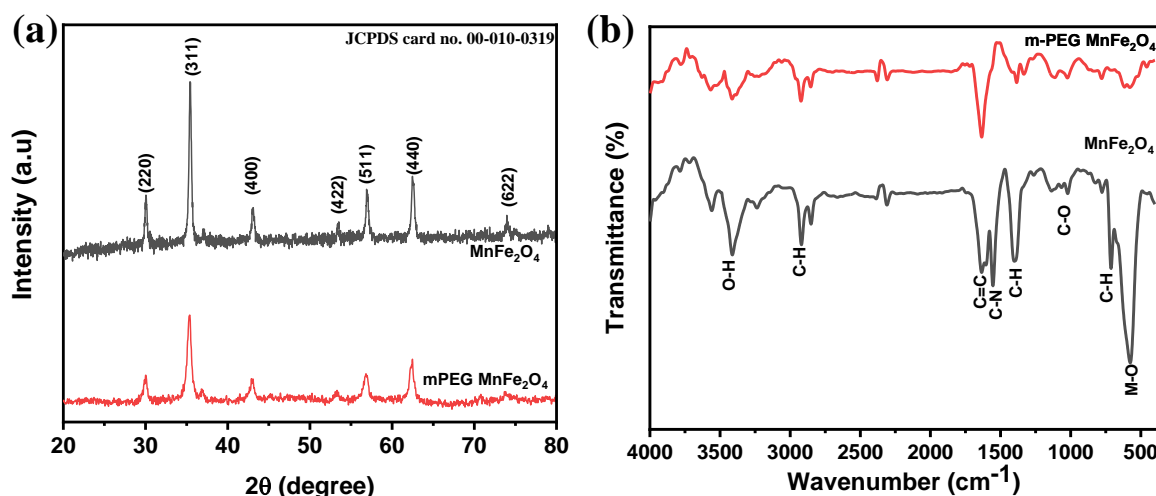 (a)
JCPDS card no. 00-010-0319
(220)
(311)
(400)
(422)
(511)
(440)
(622)
MnFe₂O₄
mPEG MnFe₂O₄
Intensity (a.u)
20 30 40 50 60 70 80
2θ (degree)
(b)
m-PEG MnFe₂O₄
MnFe₂O₄
O-H
C-H
C=C
C-N
C-H
C-O
C-H
M-O
Transmittance (%)
4000 3500 3000 2500 2000 1500 1000 500
Wavenumber (cm⁻¹)